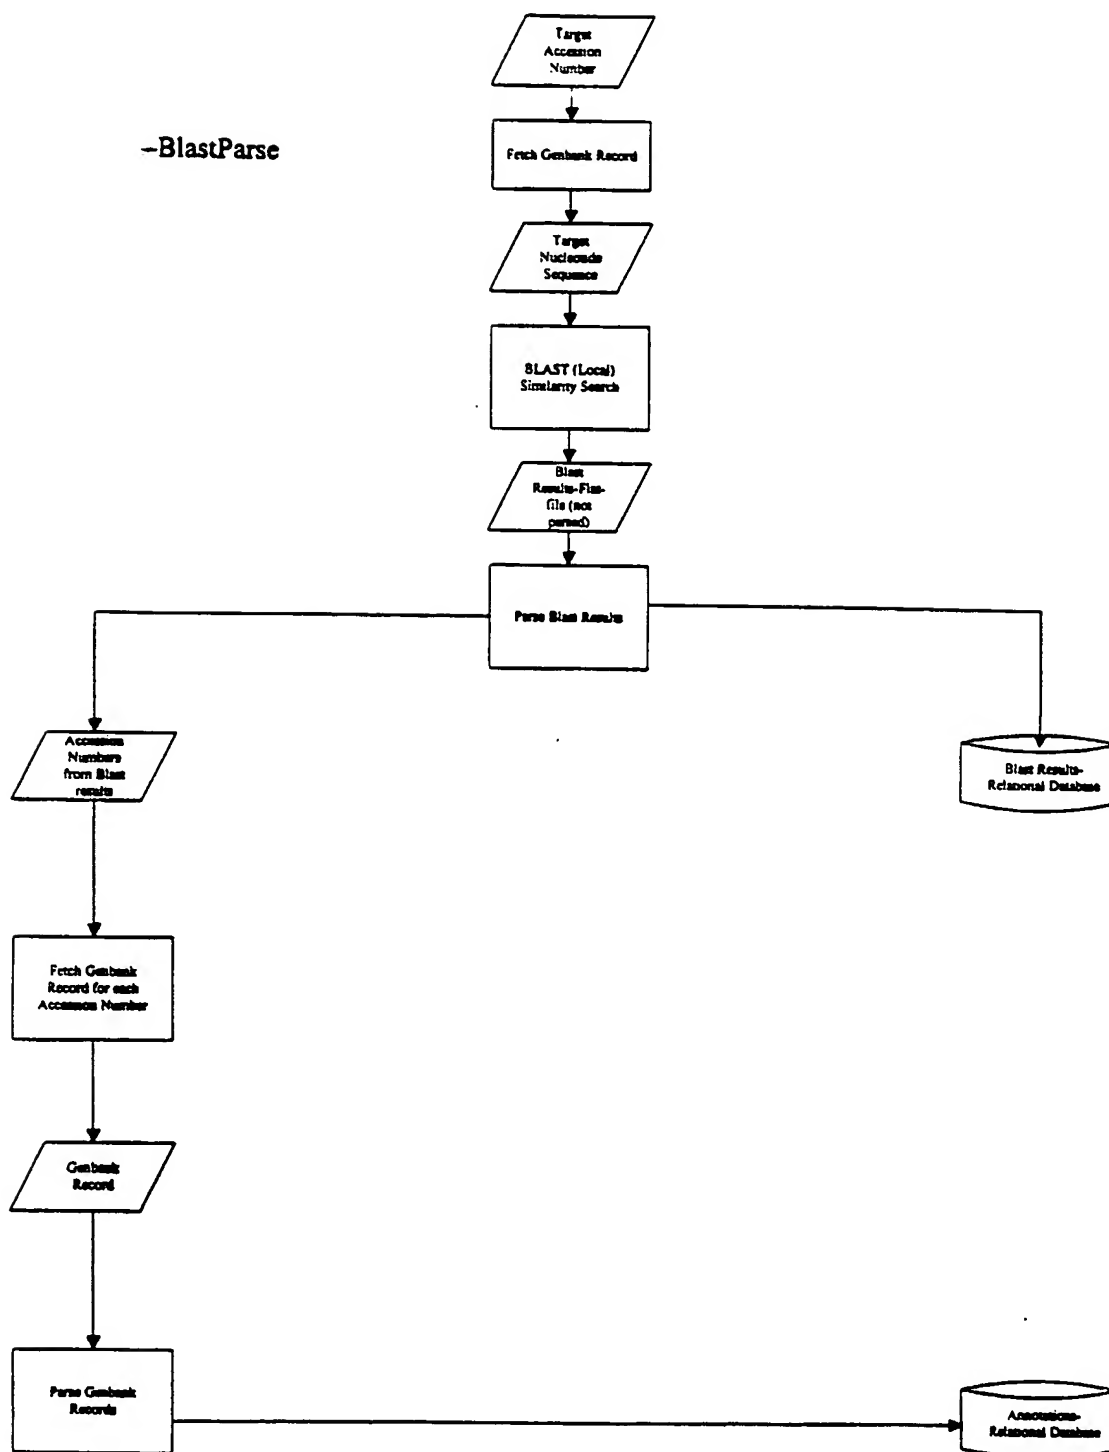 Target
Accession
Number
–BlastParse
Fetch Genbank Record
Target
Nucleotide
Sequence
BLAST (Local)
Similarity Search
Blast
Results-Flat-
file (not
parsed)
Parse Blast Results
Accession
Numbers
from Blast
results
Blast Results-
Relational Database
Fetch Genbank
Record for each
Accession Number
Genbank
Record
Parse Genbank
Records
Annotations-
Relational Database